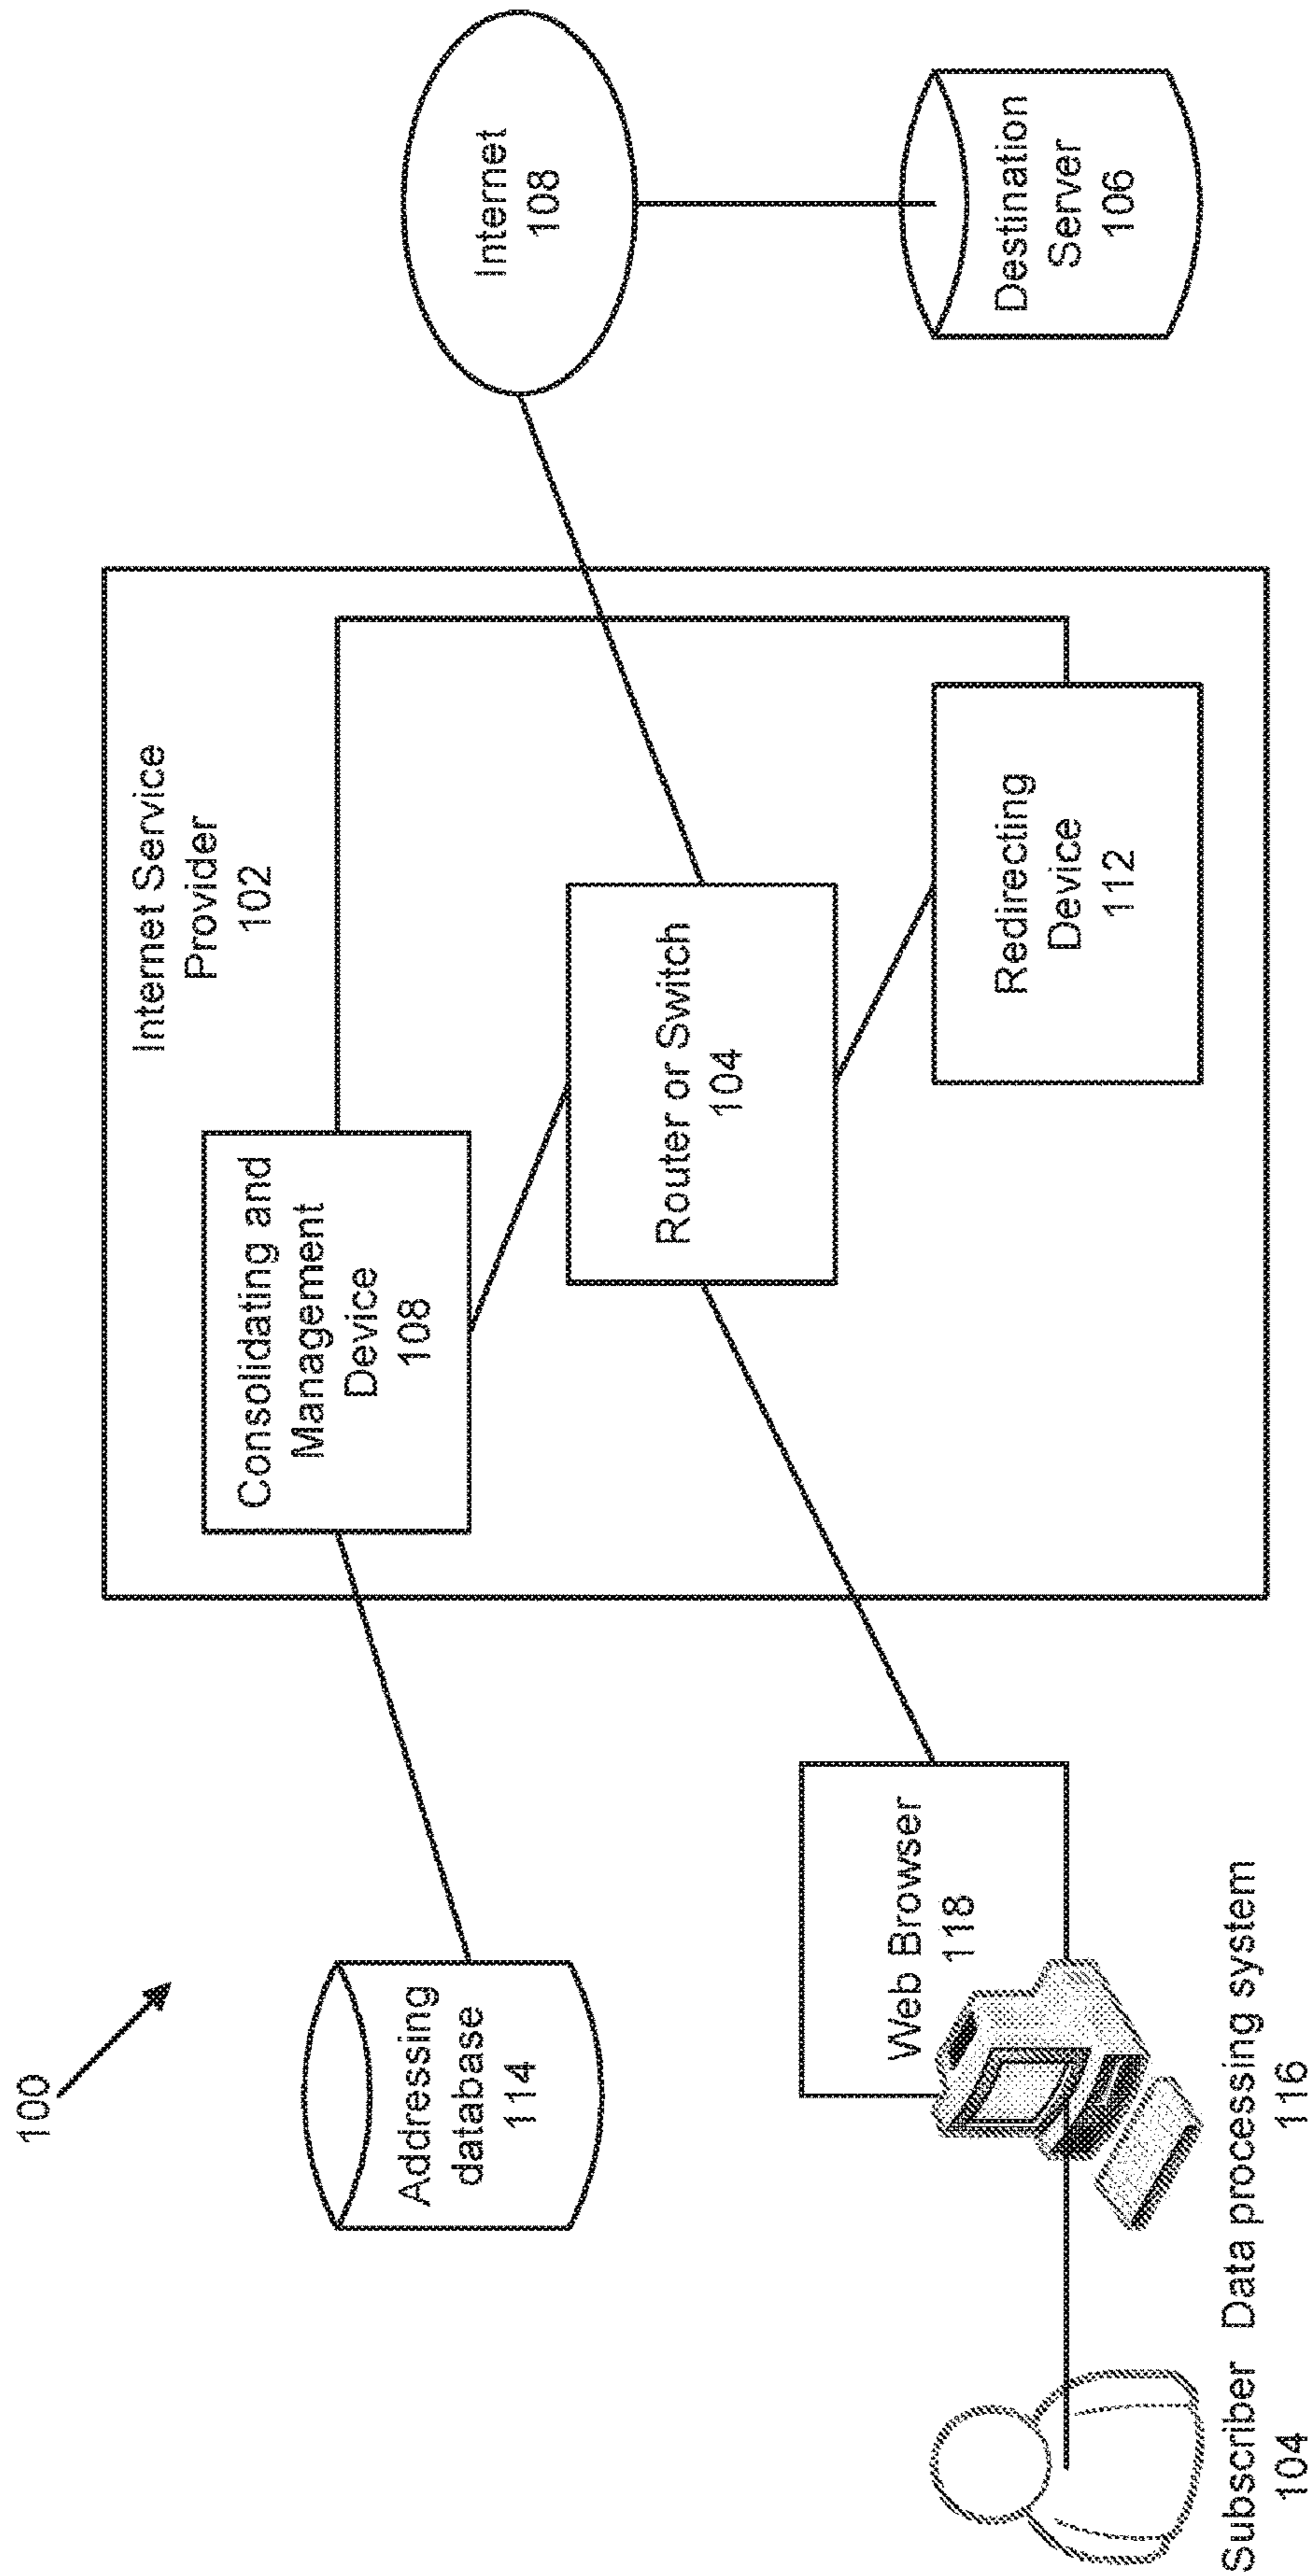 100
Internet Service
Provider
102
Consolidating and
Management
Device
108
Internet
108
Addressing
database
114
Router or Switch
104
Web Browser
118
Redirecting
Device
112
Destination
Server
106
Subscriber
104
Data processing system
116